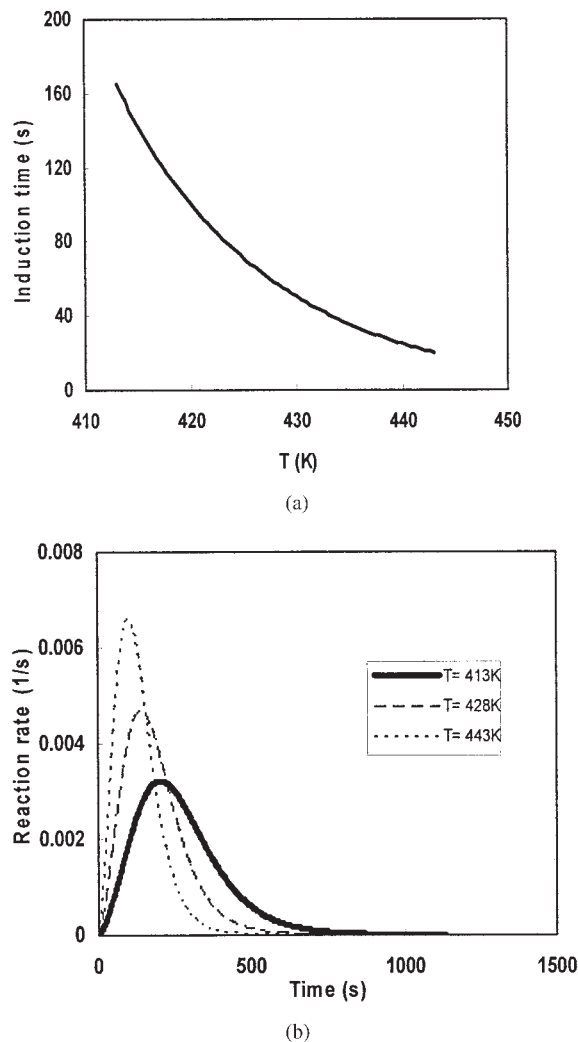 200
160
120
80
40
0
Induction time (s)
410 420 430 440 450
T (K)
(a)
0.008
0.006
0.004
0.002
0
Reaction rate (1/s)
T= 413K
T= 428K
T= 443K
0 500 1000 1500
Time (s)
(b)